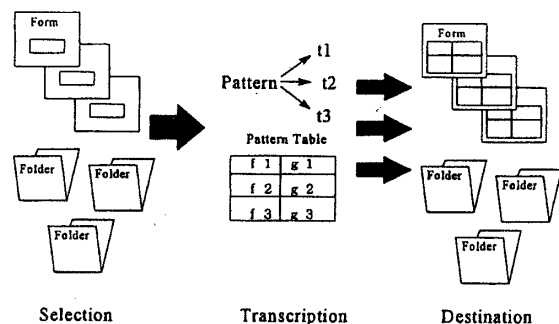 Form
Folder
Folder
Folder
Selection
Pattern
t1
t2
t3
Pattern Table
f 1 g 1
f 2 g 2
f 3 g 3
Transcription
Form
Folder
Folder
Folder
Destination